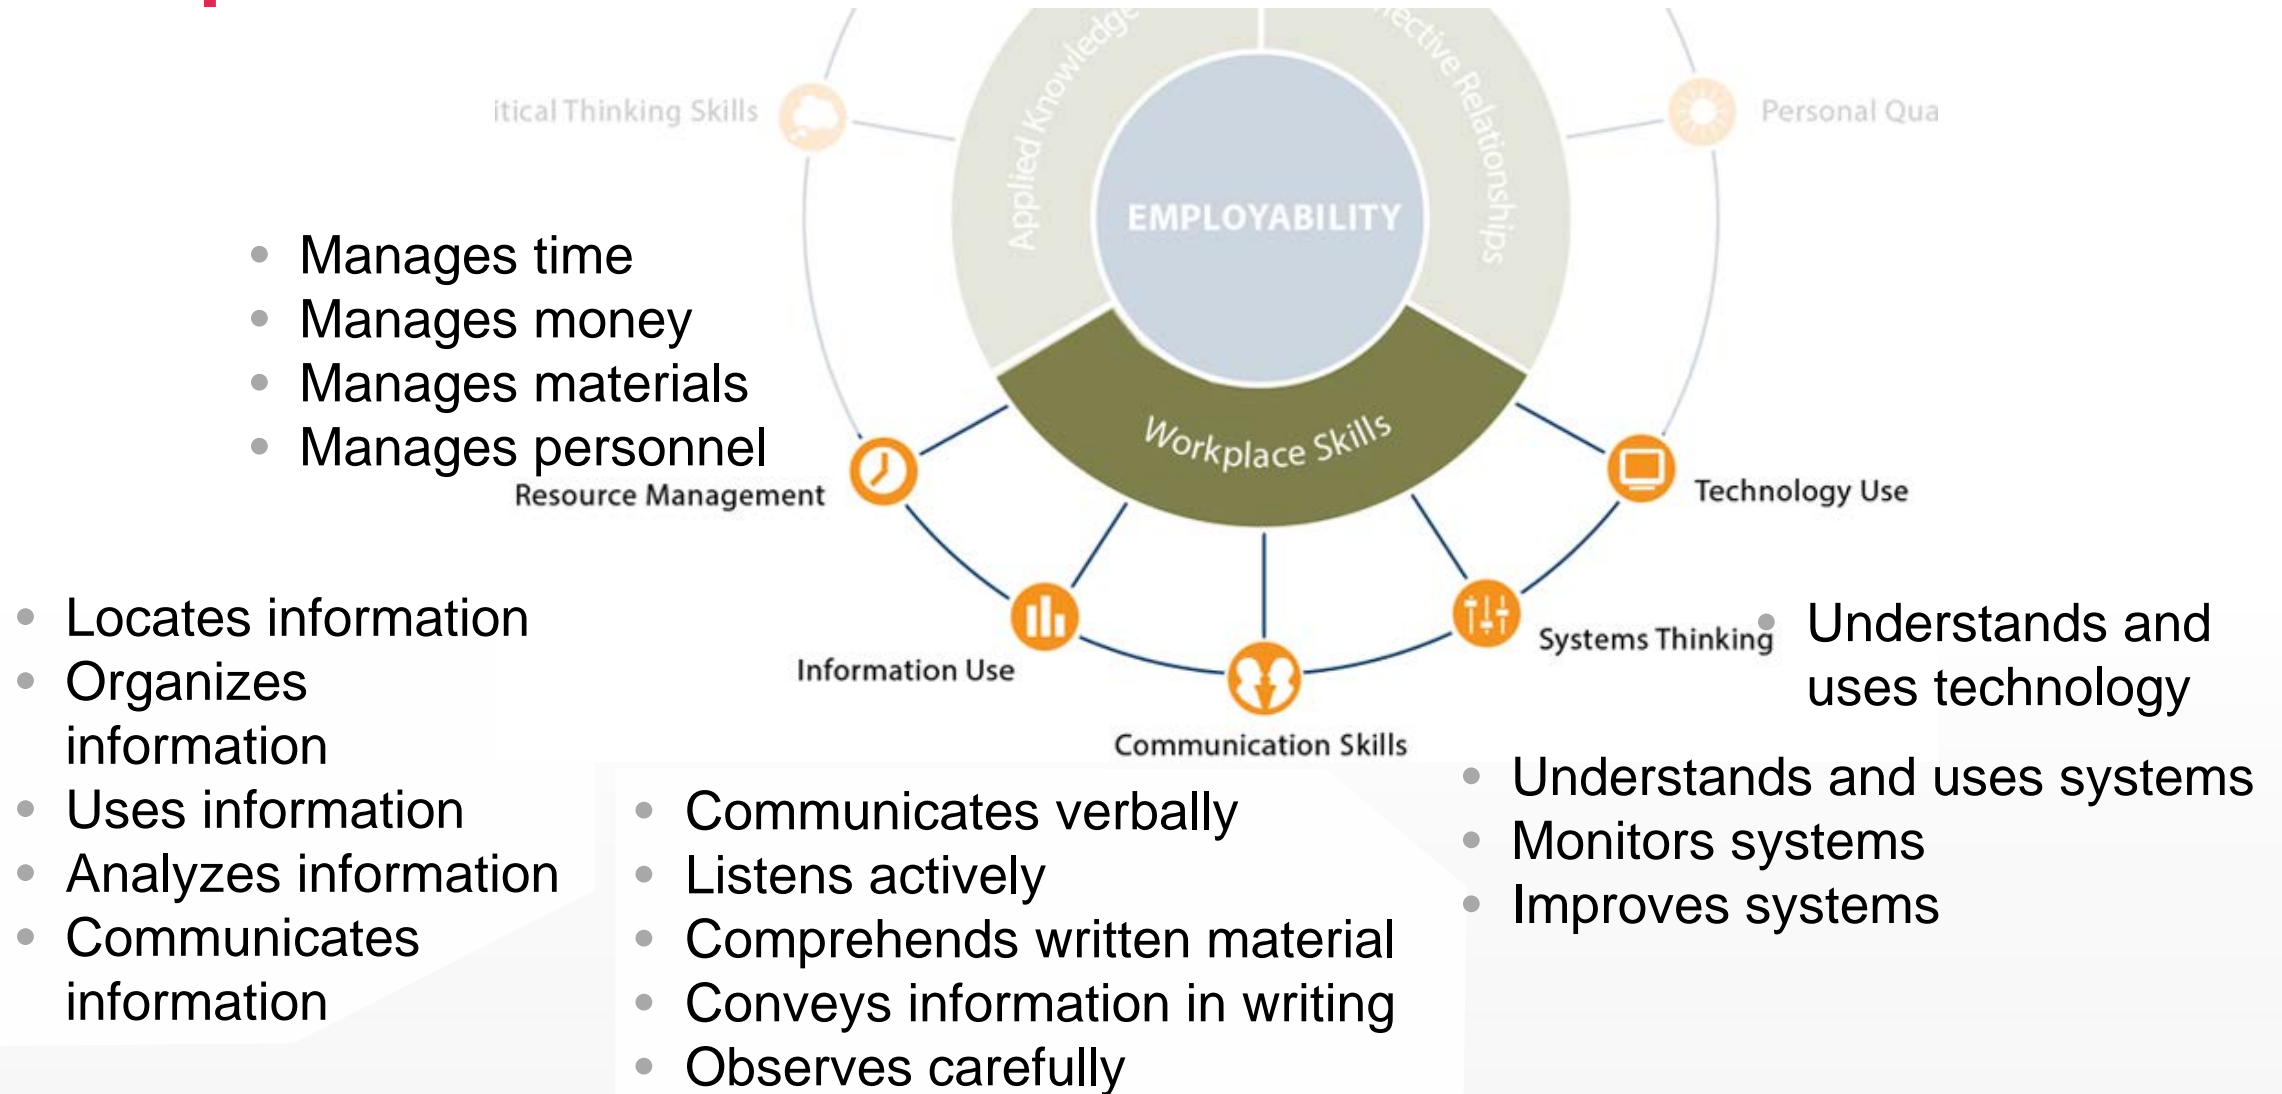 Applied Knowledge
Relationships
itical Thinking Skills
Personal Qua
EMPLOYABILITY
• Manages time
• Manages money
• Manages materials
• Manages personnel
Workplace Skills
Resource Management
Technology Use
• Locates information
• Organizes
information
• Uses information
• Analyzes information
• Communicates
information
Information Use
Systems Thinking
• Understands and
uses technology
Communication Skills
• Communicates verbally
• Listens actively
• Comprehends written material
• Conveys information in writing
• Observes carefully
• Understands and uses systems
• Monitors systems
• Improves systems